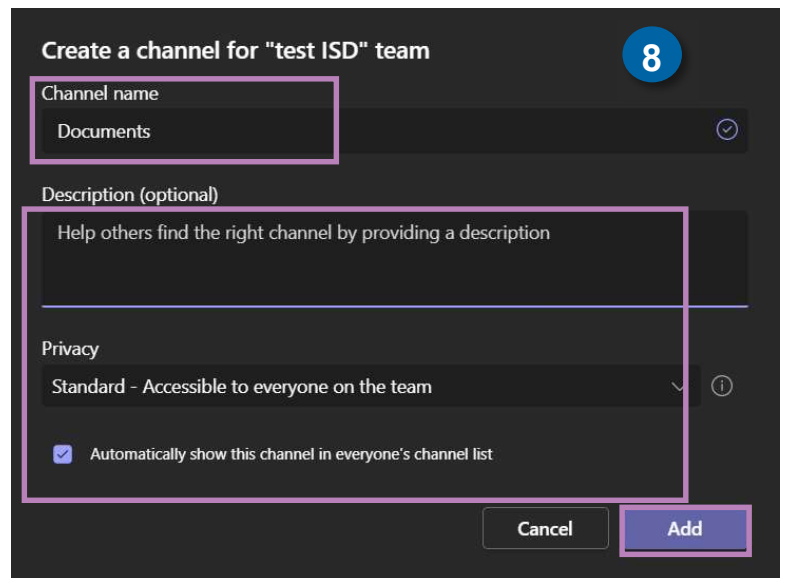 Create a channel for "test ISD" team
8
Channel name
Documents
Description (optional)
Help others find the right channel by providing a description
Privacy
Standard - Accessible to everyone on the team
Automatically show this channel in everyone's channel list
Cancel
Add